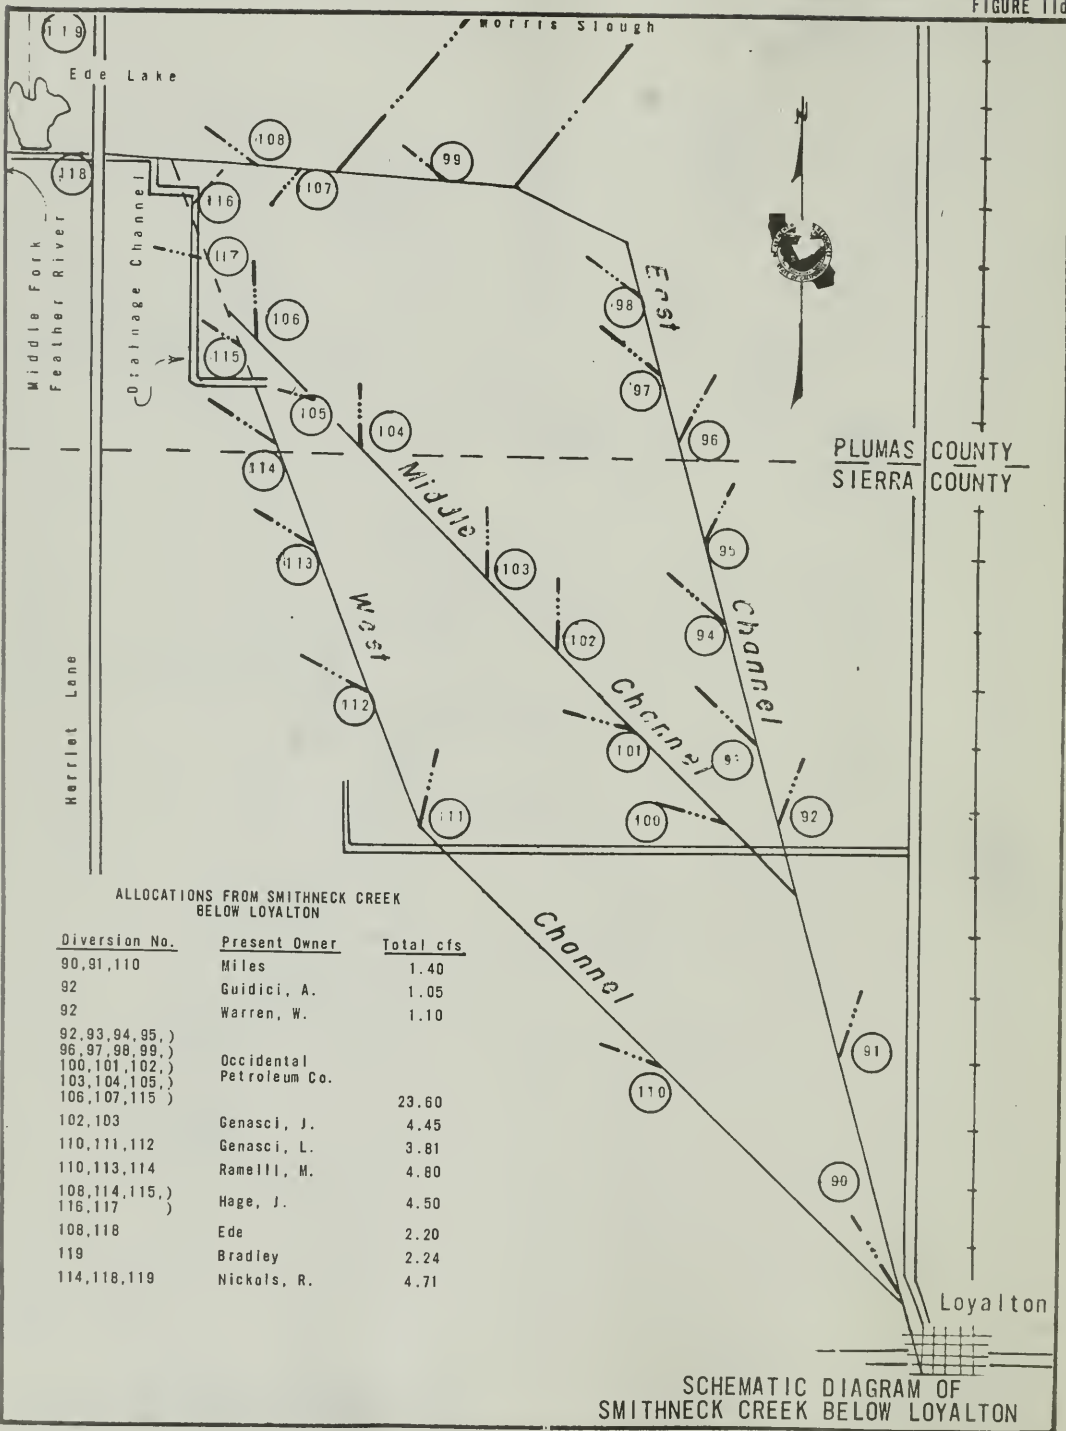 FIGURE 11d
Morris Slough
119
Ede Lake
108
99
118
107
116
Middle Fork
Feather River
Drainage Channel
117
106
98
East
115
97
105
104
96
PLUMAS COUNTY
SIERRA COUNTY
114
Middle
95
113
103
West
102
94
Channel
Harriet Lane
112
Channel
101
93
111
100
92
ALLOCATIONS FROM SMITHNECK CREEK
BELOW LOYALTON
Diversion No. Present Owner Total cfs
90,91,110 Miles 1.40
92 Guidici, A. 1.05
92 Warren, W. 1.10
92,93,94,95,)
96,97,98,99,)
100,101,102,) Occidental
103,104,105,) Petroleum Co.
106,107,115 )
23.60
102,103 Genasci, J. 4.45
110,111,112 Genasci, L. 3.81
110,113,114 Ramelli, M. 4.80
108,114,115,)
116,117 ) Hage, J. 4.50
108,118 Ede 2.20
119 Bradley 2.24
114,118,119 Nickols, R. 4.71
Channel
91
110
90
Loyalton
SCHEMATIC DIAGRAM OF
SMITHNECK CREEK BELOW LOYALTON